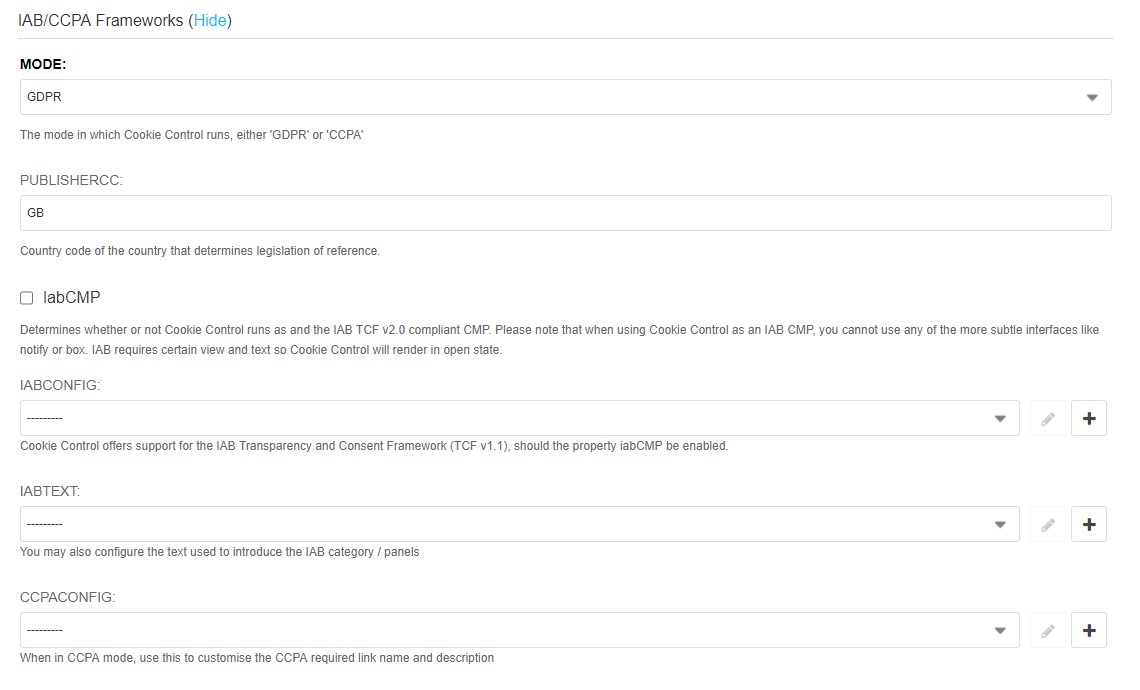 IAB/CCPA Frameworks (Hide)
MODE:
GDPR
The mode in which Cookie Control runs, either 'GDPR' or 'CCPA'
PUBLISHERCC:
GB
Country code of the country that determines legislation of reference.
IabCMP
Determines whether or not Cookie Control runs as and the IAB TCF v2.0 compliant CMP. Please note that when using Cookie Control as an IAB CMP, you cannot use any of the more subtle interfaces like
notify or box. IAB requires certain view and text so Cookie Control will render in open state.
IABCONFIG:
---------
Cookie Control offers support for the IAB Transparency and Consent Framework (TCF v1.1), should the property iabCMP be enabled.
IABTEXT:
---------
You may also configure the text used to introduce the IAB category / panels
CCPACONFIG:
---------
When in CCPA mode, use this to customise the CCPA required link name and description